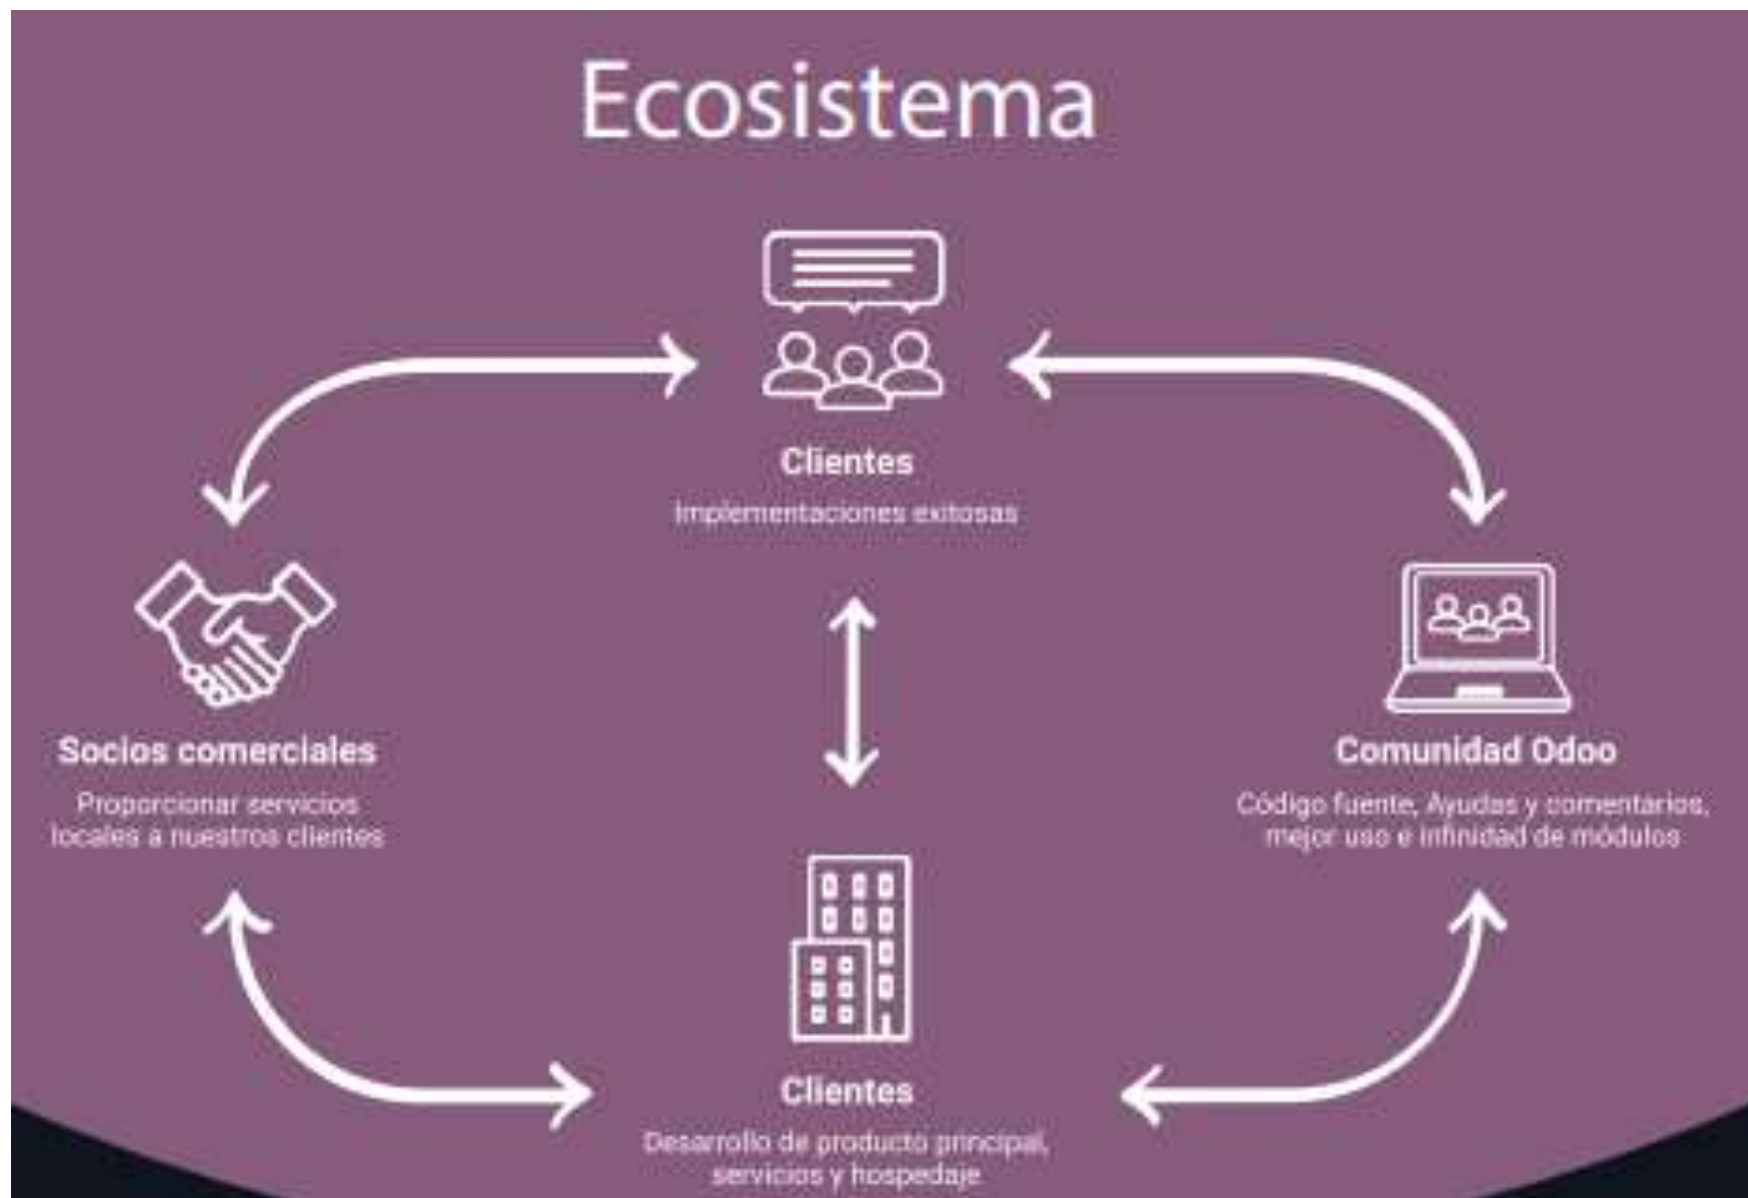 Ecosistema
Clientes
Implementaciones exitosas
Socios comerciales
Proporcionar servicios
locales a nuestros clientes
Comunidad Odoo
Código fuente, Ayudas y comentarios,
mejor uso e infinidad de módulos
Clientes
Desarrollo de producto principal,
servicios y hospedaje